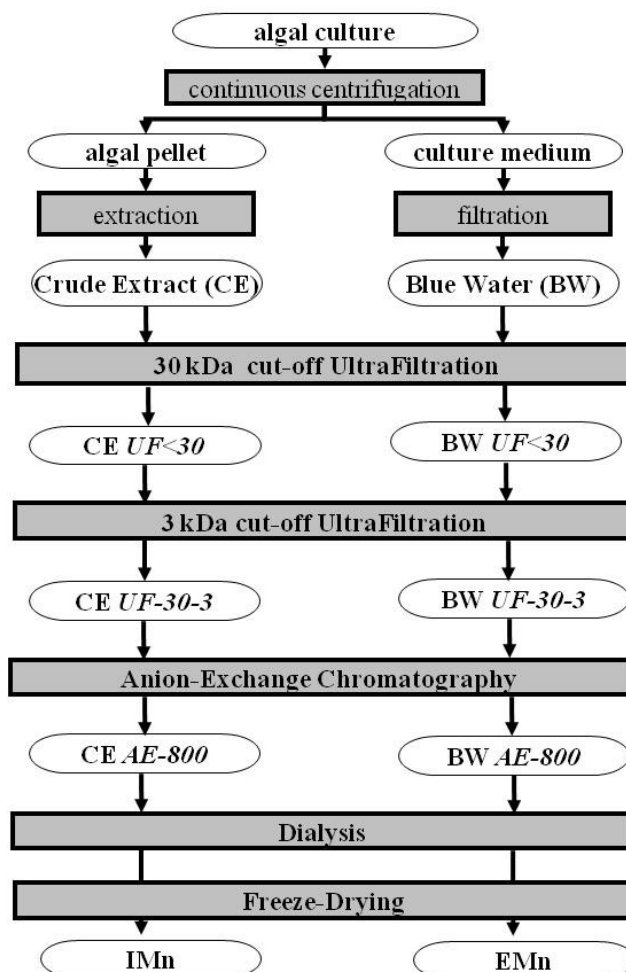 algal culture
continuous centrifugation
algal pellet culture medium
extraction filtration
Crude Extract (CE) Blue Water (BW)
30 kDa cut-off UltraFiltration
CE UF<30 BW UF<30
3 kDa cut-off UltraFiltration
CE UF-30-3 BW UF-30-3
Anion-Exchange Chromatography
CE AE-800 BW AE-800
Dialysis
Freeze-Drying
IMn EMn